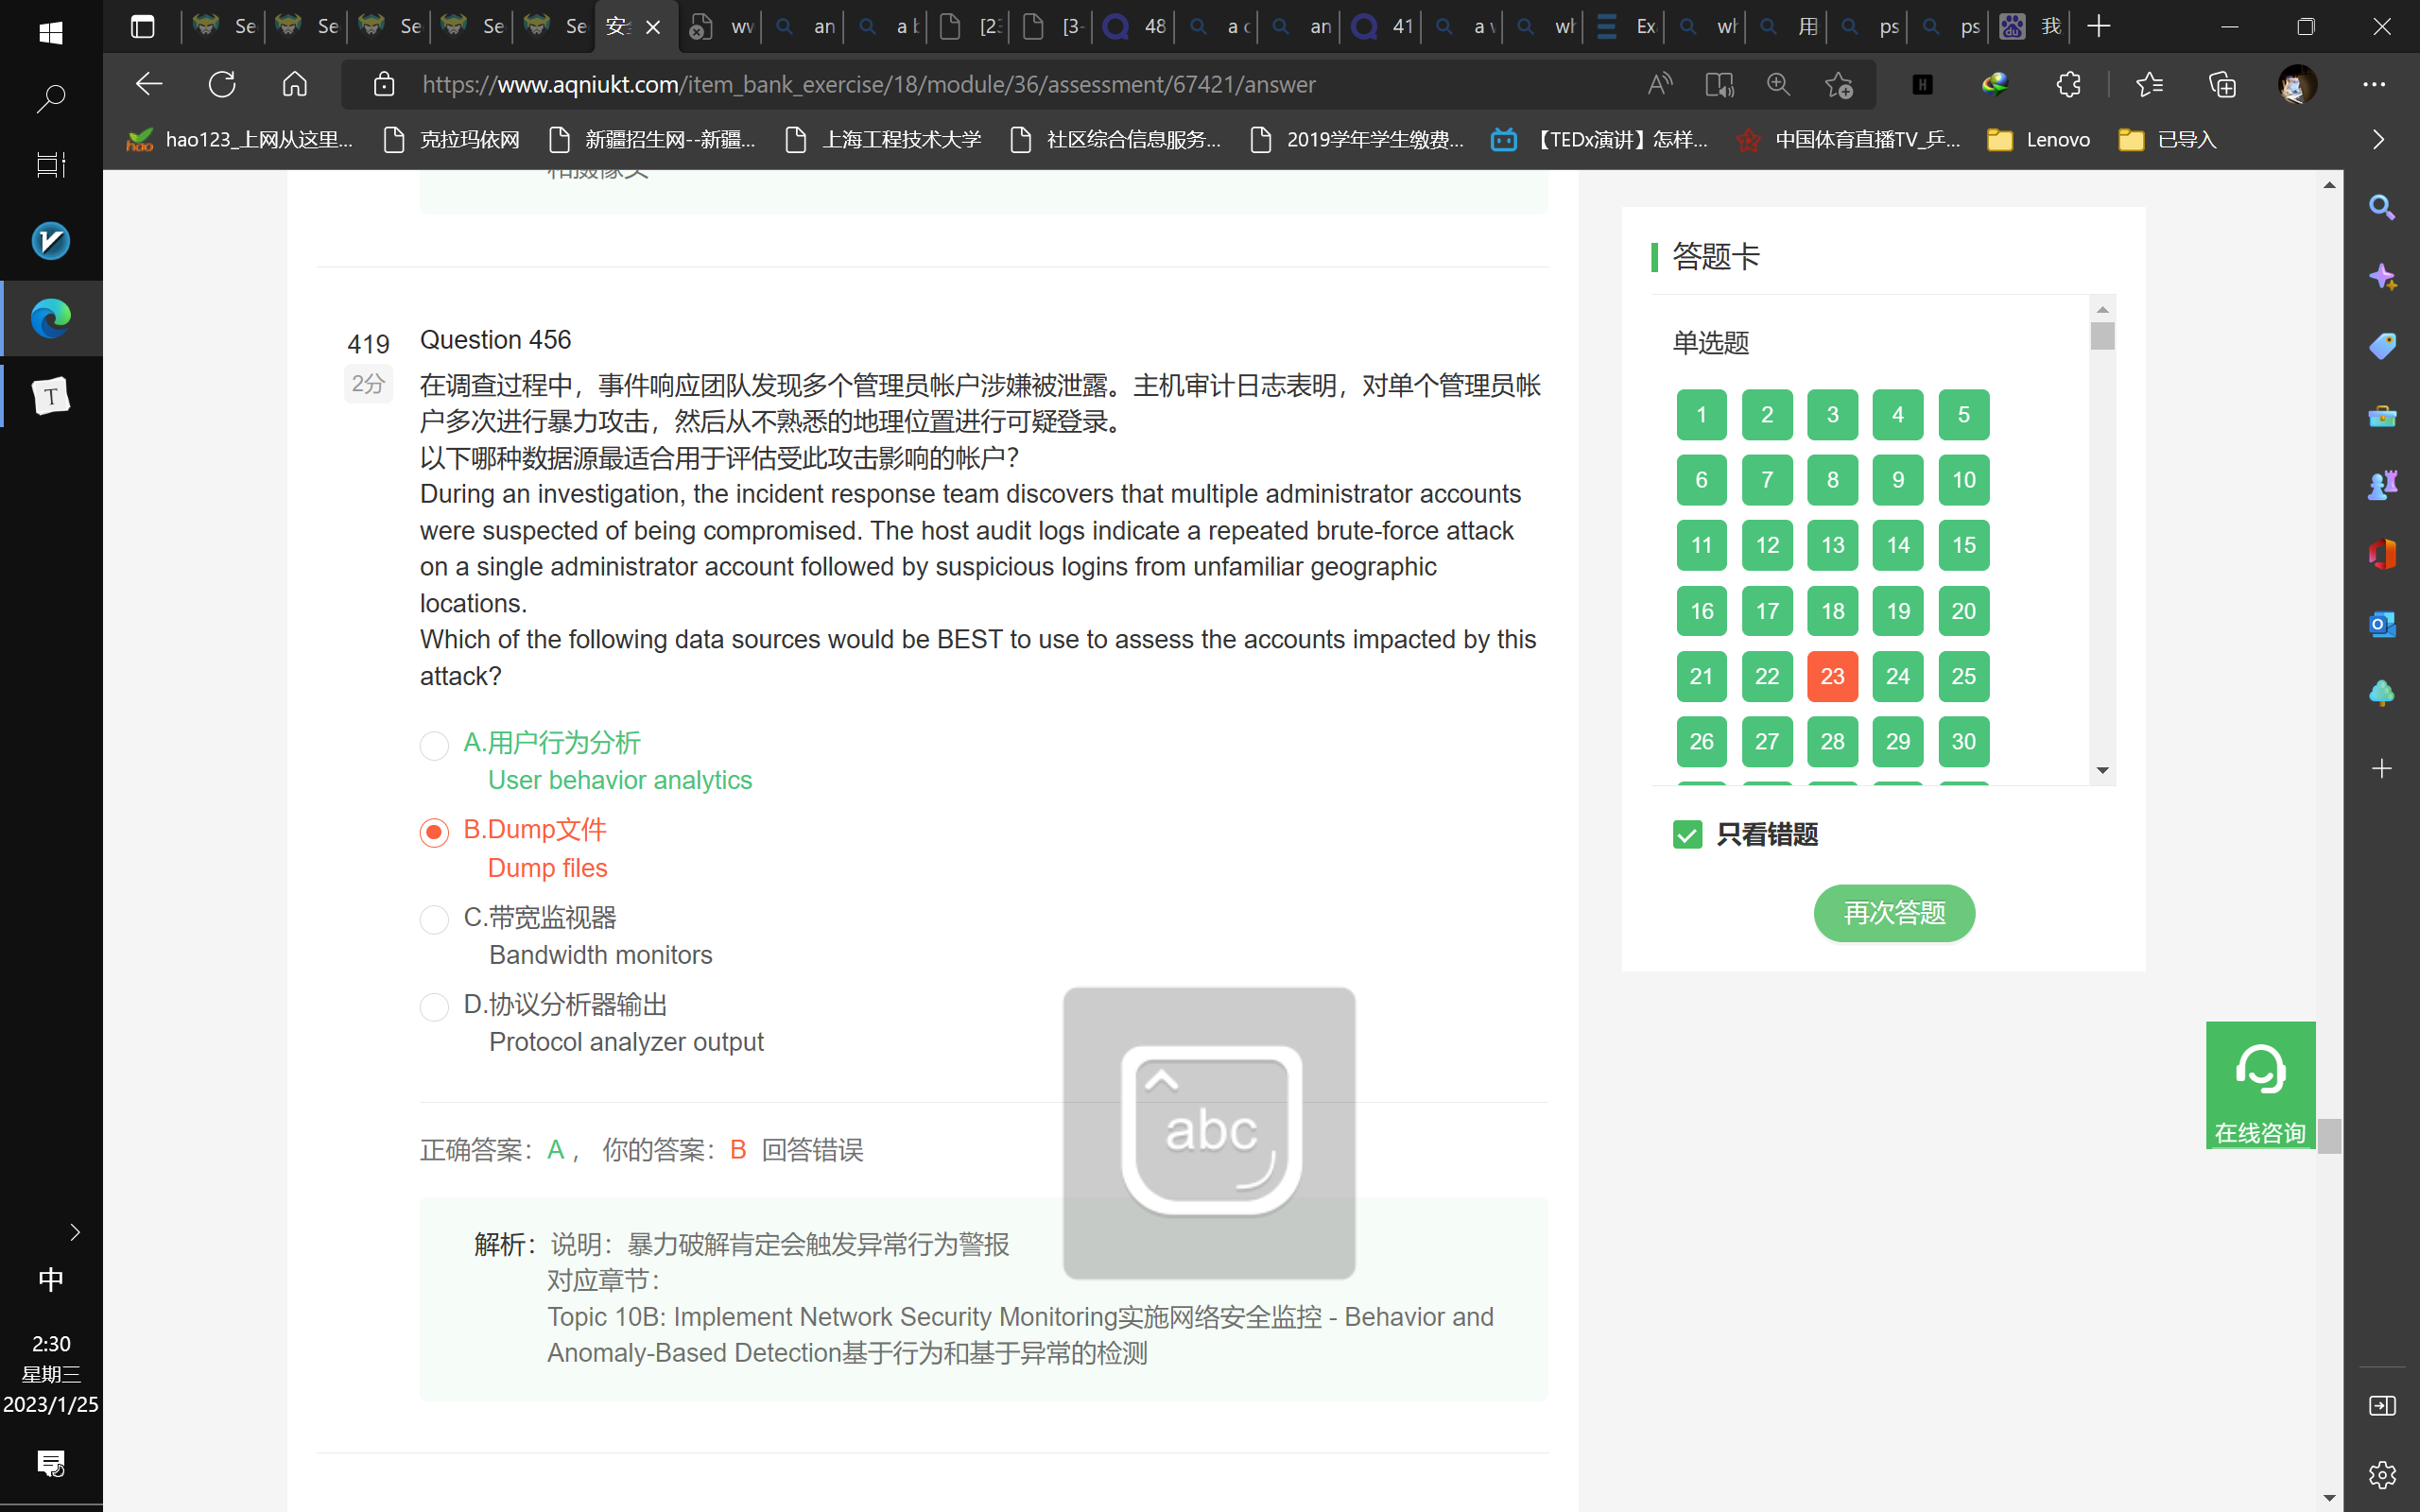 Se
Se
Se
Se
Se
安
wv
an
a b
[2
[3-
48
a c
an
41
a v
wh
Ex
wh
用
ps
ps
我
https://www.aqniukt.com/item_bank_exercise/18/module/36/assessment/67421/answer
hao123_上网从这里...
克拉玛依网
新疆招生网--新疆...
上海工程技术大学
社区综合信息服务...
2019学年学生缴费...
【TEDx演讲】怎样...
中国体育直播TV_乒...
Lenovo
已导入
和摄像头
419
2分
Question 456
在调查过程中，事件响应团队发现多个管理员帐户涉嫌被泄露。主机审计日志表明，对单个管理员帐
户多次进行暴力攻击，然后从不熟悉的地理位置进行可疑登录。
以下哪种数据源最适合用于评估受此攻击影响的帐户？
During an investigation, the incident response team discovers that multiple administrator accounts
were suspected of being compromised. The host audit logs indicate a repeated brute-force attack
on a single administrator account followed by suspicious logins from unfamiliar geographic
locations.
Which of the following data sources would be BEST to use to assess the accounts impacted by this
attack?
A.用户行为分析
User behavior analytics
B.Dump文件
Dump files
C.带宽监视器
Bandwidth monitors
D.协议分析器输出
Protocol analyzer output
正确答案：A， 你的答案：B 回答错误
解析：说明：暴力破解肯定会触发异常行为警报
对应章节：
Topic 10B: Implement Network Security Monitoring实施网络安全监控 - Behavior and
Anomaly-Based Detection基于行为和基于异常的检测
abc
答题卡
单选题
1 2 3 4 5
6 7 8 9 10
11 12 13 14 15
16 17 18 19 20
21 22 23 24 25
26 27 28 29 30
只看错题
再次答题
在线咨询
中
2:30
星期三
2023/1/25